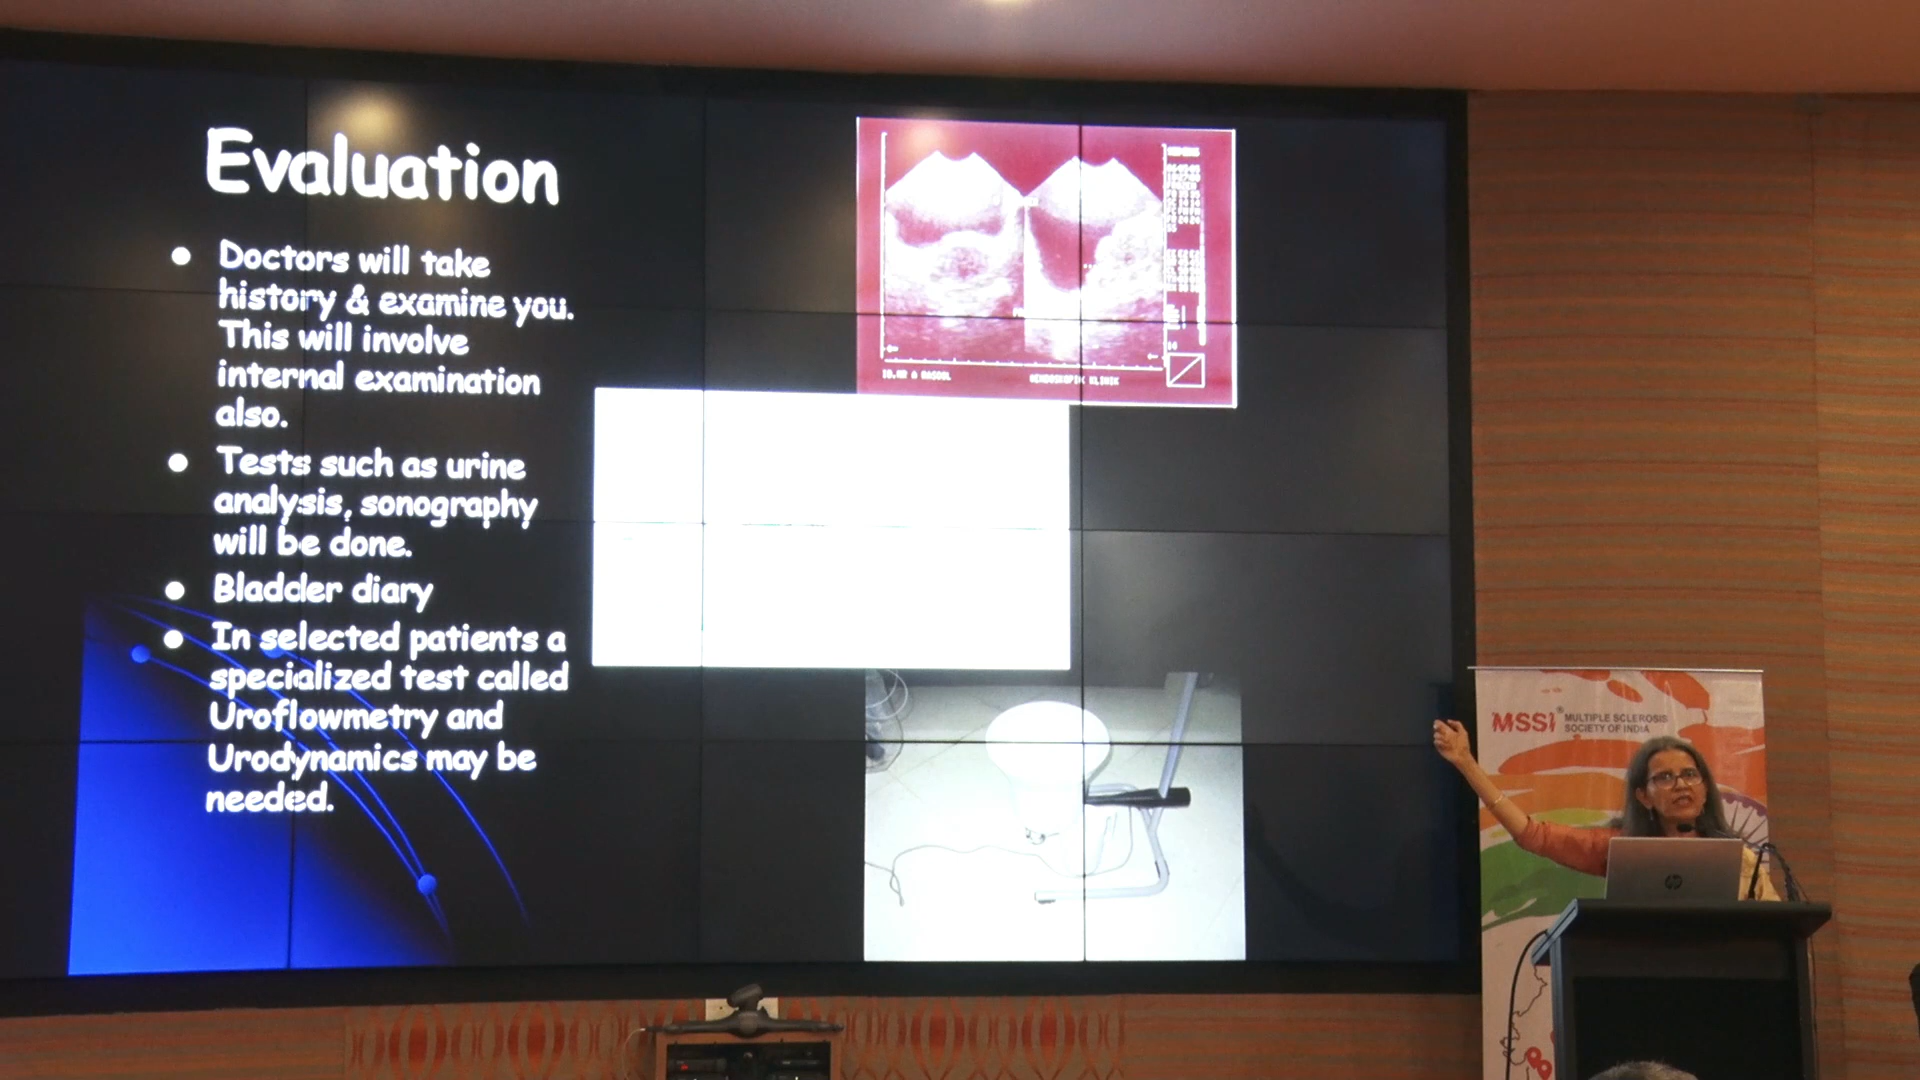 Evaluation
• Doctors will take
history & examine you.
This will involve
internal examination
also.
• Tests such as urine
analysis, sonography
will be done.
• Bladder diary
• In selected patients a
specialized test called
Uroflowmetry and
Urodynamics may be
needed.
SIEMENS
MSSI® MULTIPLE SCLEROSIS
SOCIETY OF INDIA
hp